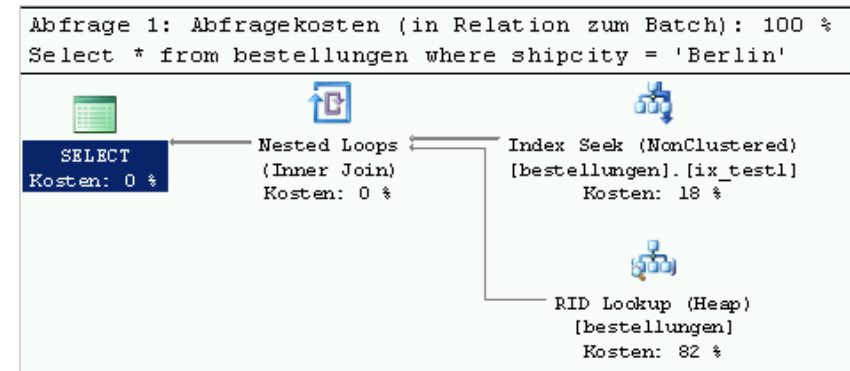 Abfrage 1: Abfragekosten (in Relation zum Batch): 100 %
Select * from bestellungen where shipcity = 'Berlin'
SELECT
Kosten: 0 %
Nested Loops
(Inner Join)
Kosten: 0 %
Index Seek (NonClustered)
[bestellungen].[ix_test1]
Kosten: 18 %
RID Lookup (Heap)
[bestellungen]
Kosten: 82 %